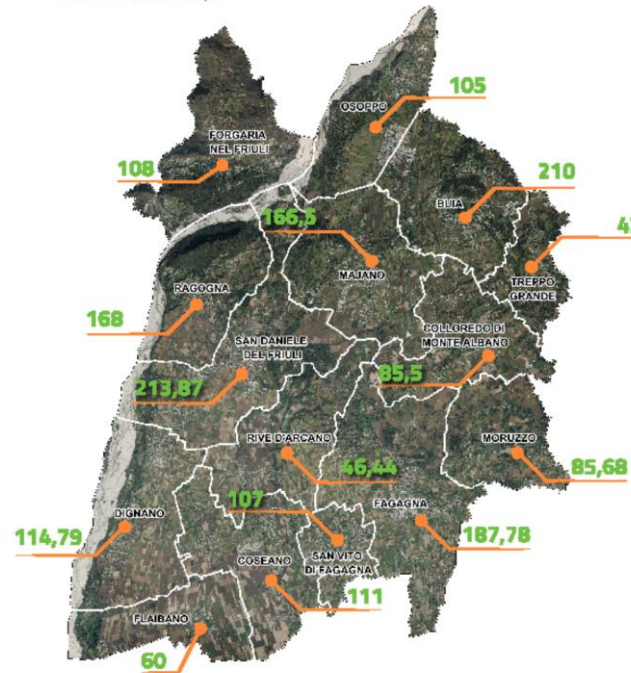 105
OSOPPO
FORGARIA
NEL FRIULI
108
210
166,5
BUIA
MAJANO
TREPPO
GRANDE
RAGOGNA
168
COLLOREDO DI
MONTE ALBANO
SAN DANIELE
DEL FRIULI
85,5
213,87
RIVE D'ARCANO
MORUZZO
46,44
85,68
107
FAGAGNA
DIGNANO
114,79
187,78
SAN VITO
DI FAGAGNA
COSEANO
111
FLAIBANO
60